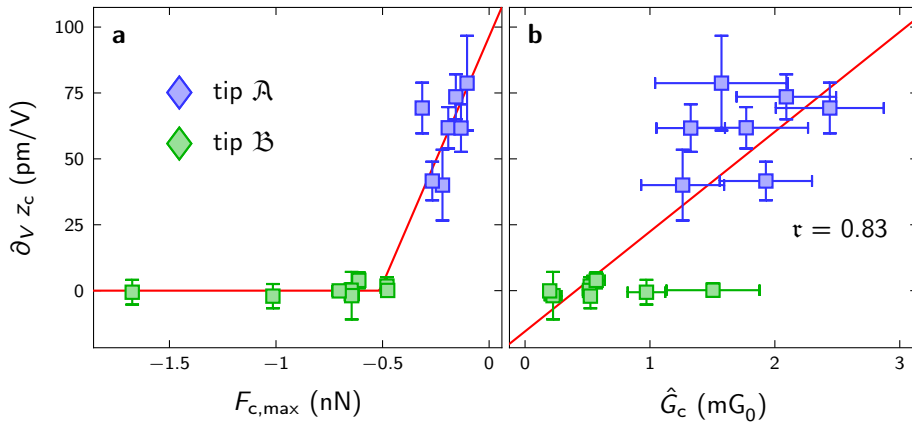 a
b
tip 𝔄
tip 𝔅
𝔯 = 0.83
100
75
50
25
0
∂V zc (pm/V)
−1.5
−1
−0.5
0
0
1
2
3
Fc,max (nN)
Ĝc (mG0)